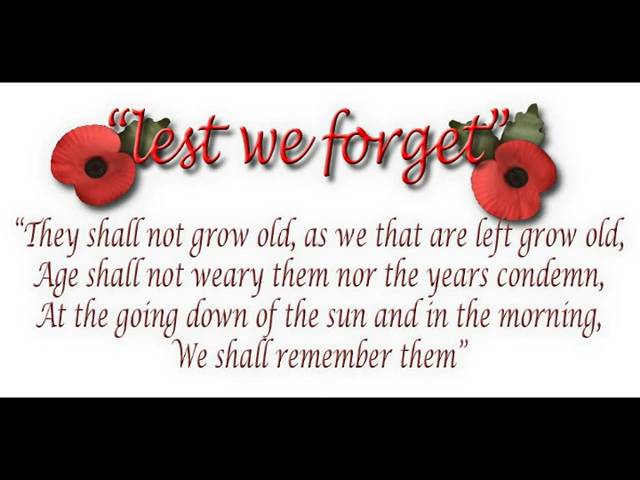 “lest we forget”
“They shall not grow old, as we that are left grow old,
Age shall not weary them nor the years condemn,
At the going down of the sun and in the morning,
We shall remember them”